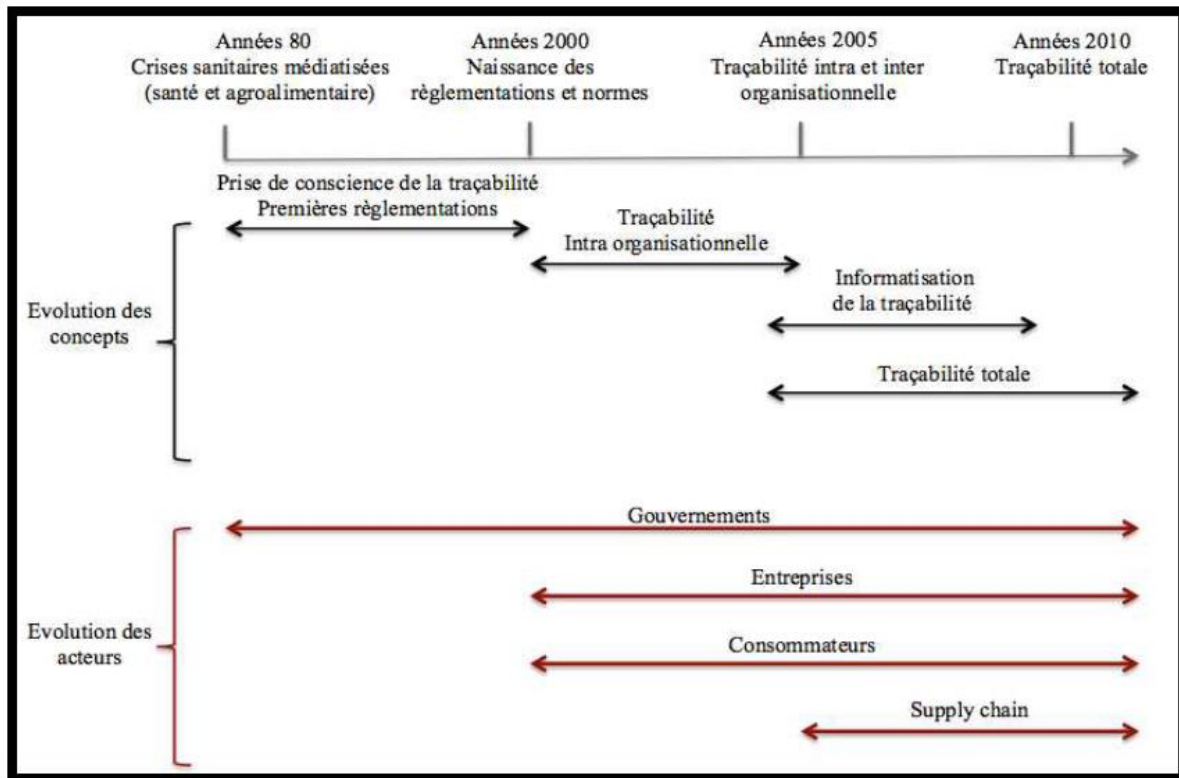 Années 80
Crises sanitaires médiatisées
(santé et agroalimentaire)
Années 2000
Naissance des
règlementations et normes
Années 2005
Traçabilité intra et inter
organisationnelle
Années 2010
Traçabilité totale
Prise de conscience de la traçabilité
Premières règlementations
Traçabilité
Intra organisationnelle
Informatisation
de la traçabilité
Traçabilité totale
Evolution des
concepts
Gouvernements
Entreprises
Consommateurs
Supply chain
Evolution des
acteurs